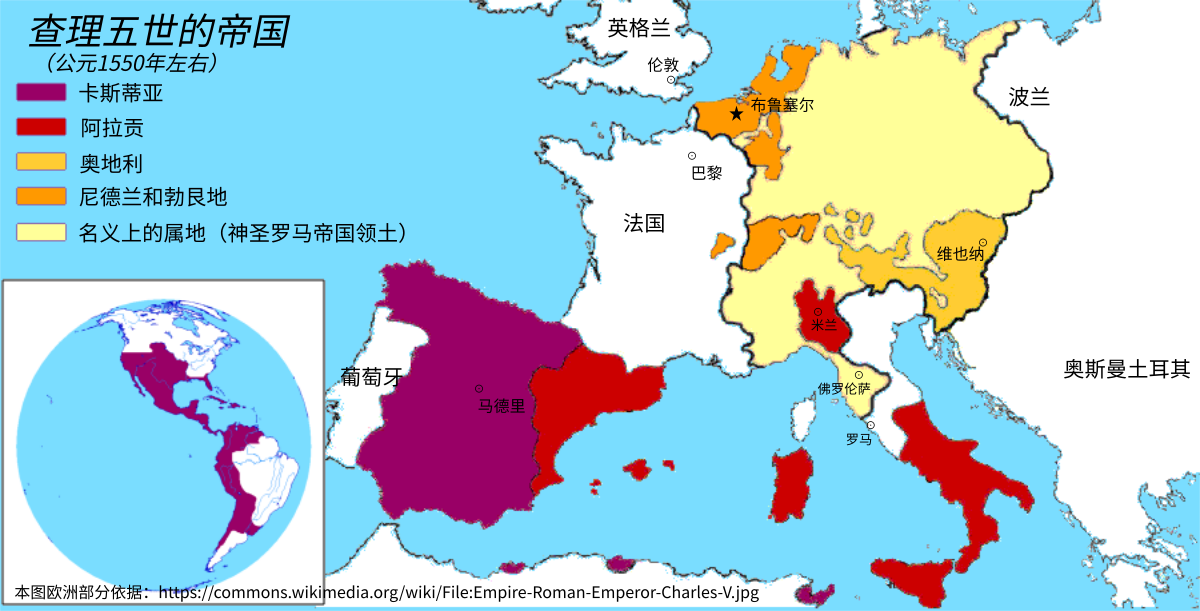 查理五世的帝国
（公元1550年左右）
卡斯蒂亚
阿拉贡
奥地利
尼德兰和勃艮地
名义上的属地（神圣罗马帝国领土）
英格兰
伦敦
波兰
布鲁塞尔
巴黎
法国
维也纳
米兰
奥斯曼土耳其
葡萄牙
马德里
佛罗伦萨
罗马
本图欧洲部分依据：https://commons.wikimedia.org/wiki/File:Empire-Roman-Emperor-Charles-V.jpg